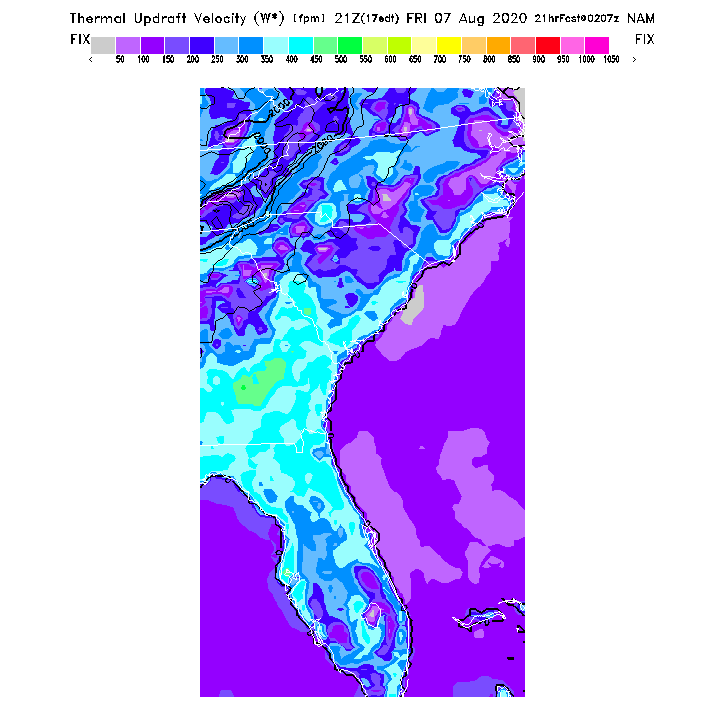 Thermal Updraft Velocity (W*) [fpm] 21Z(17edt) FRI 07 Aug 2020 21hrFcst@0207z NAM
FIX FIX
< 50 100 150 200 250 300 350 400 450 500 550 600 650 700 750 800 850 900 950 1000 1050 >
2000